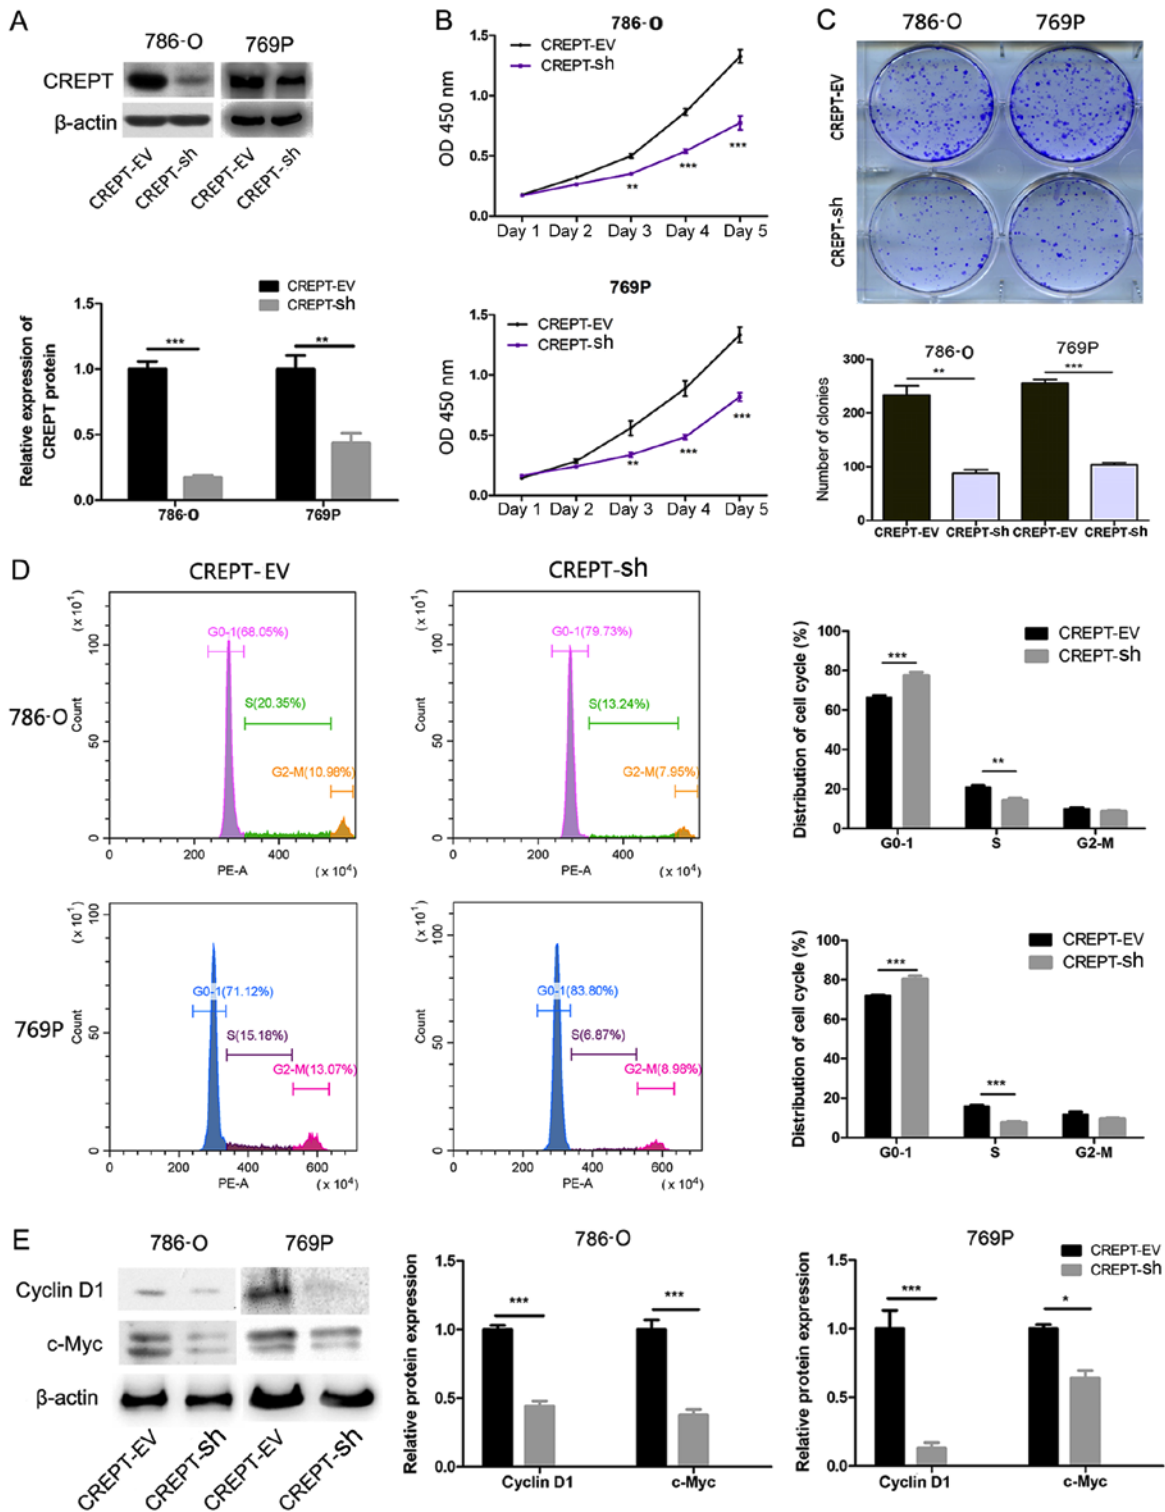 A
786-O 769P
CREPT
β-actin
CREPT-EV CREPT-sh CREPT-EV CREPT-sh
CREPT-EV
CREPT-sh
Relative expression of
CREPT protein
1.5
1.0
0.5
0.0
*** **
786-O 769P
B
786-O
CREPT-EV
CREPT-sh
OD 450 nm
1.5
1.0
0.5
0.0
** *** ***
Day 1 Day 2 Day 3 Day 4 Day 5
769P
CREPT-EV
CREPT-sh
OD 450 nm
1.5
1.0
0.5
0.0
** *** ***
Day 1 Day 2 Day 3 Day 4 Day 5
C
786-O 769P
CREPT-EV
CREPT-sh
786-O 769P
Number of clonies
300
200
100
0
** ***
CREPT-EV CREPT-sh CREPT-EV CREPT-sh
D
CREPT-EV CREPT-sh
786-O
(x 10¹)
Count
100
50
0
G0-1(68.05%)
S(20.35%)
G2-M(10.98%)
0 200 400
PE-A (x 10⁴)
(x 10¹)
Count
100
50
0
G0-1(79.73%)
S(13.24%)
G2-M(7.95%)
0 200 400
PE-A (x 10⁴)
Distribution of cell cycle (%)
100
80
60
40
20
0
CREPT-EV
CREPT-sh
*** **
G0-1 S G2-M
769P
(x 10¹)
Count
100
50
0
G0-1(71.12%)
S(15.18%)
G2-M(13.07%)
0 200 400 600
PE-A (x 10⁴)
(x 10¹)
Count
100
50
0
G0-1(83.80%)
S(6.87%)
G2-M(8.98%)
0 200 400 600
PE-A (x 10⁴)
Distribution of cell cycle (%)
100
80
60
40
20
0
CREPT-EV
CREPT-sh
*** ***
G0-1 S G2-M
E
786-O 769P
Cyclin D1
c-Myc
β-actin
CREPT-EV CREPT-sh CREPT-EV CREPT-sh
786-O
Relative protein expression
1.5
1.0
0.5
0.0
*** ***
Cyclin D1 c-Myc
769P
CREPT-EV
CREPT-sh
Relative protein expression
1.5
1.0
0.5
0.0
*** *
Cyclin D1 c-Myc